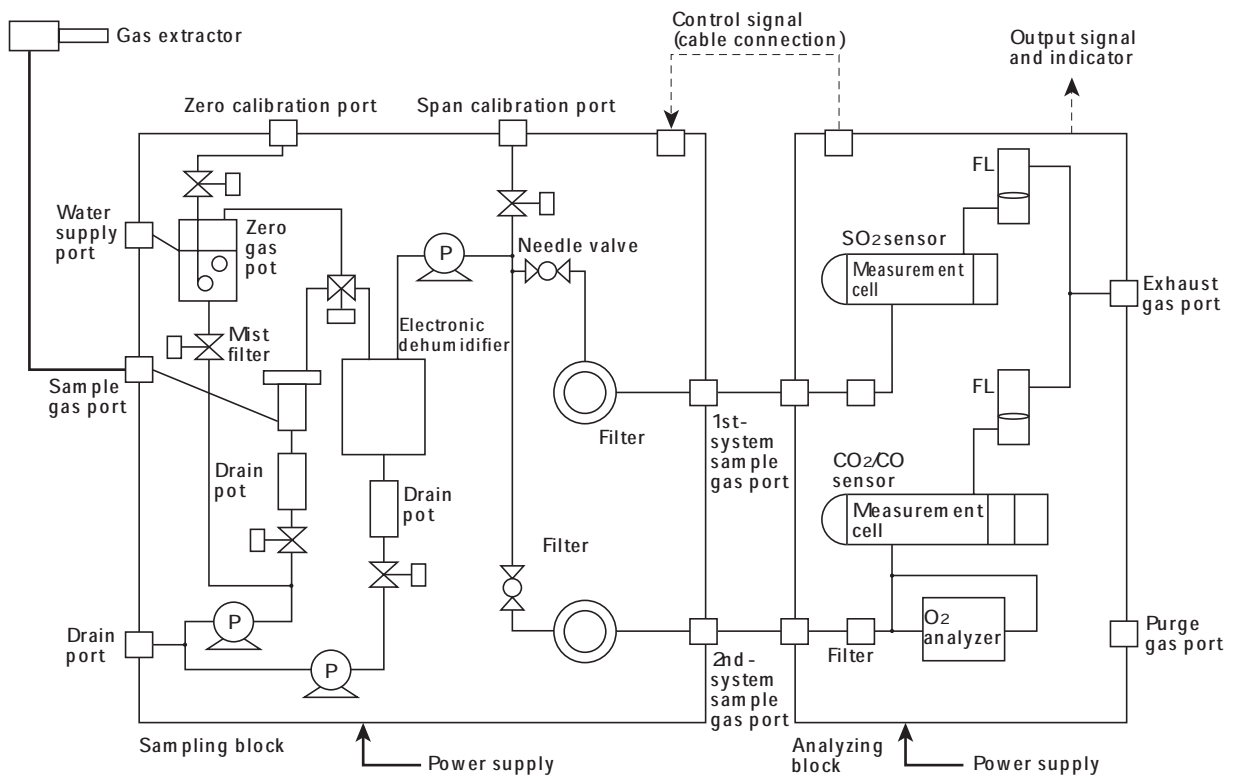 Gas extractor
Control signal
(cable connection)
Output signal
and indicator
Zero calibration port
Span calibration port
FL
Water
supply
port
Zero
gas
pot
P
Needle valve
SO2 sensor
Measurement
cell
Exhaust
gas port
Mist
filter
Electronic
dehumidifier
Sample
gas port
FL
Filter
1st-
system
sample
gas port
CO2/CO
sensor
Measurement
cell
Drain
pot
Drain
pot
Filter
P
O2
analyzer
Drain
port
P
Filter
Purge
gas port
2nd-
system
sample
gas port
Sampling block
Power supply
Analyzing
block
Power supply